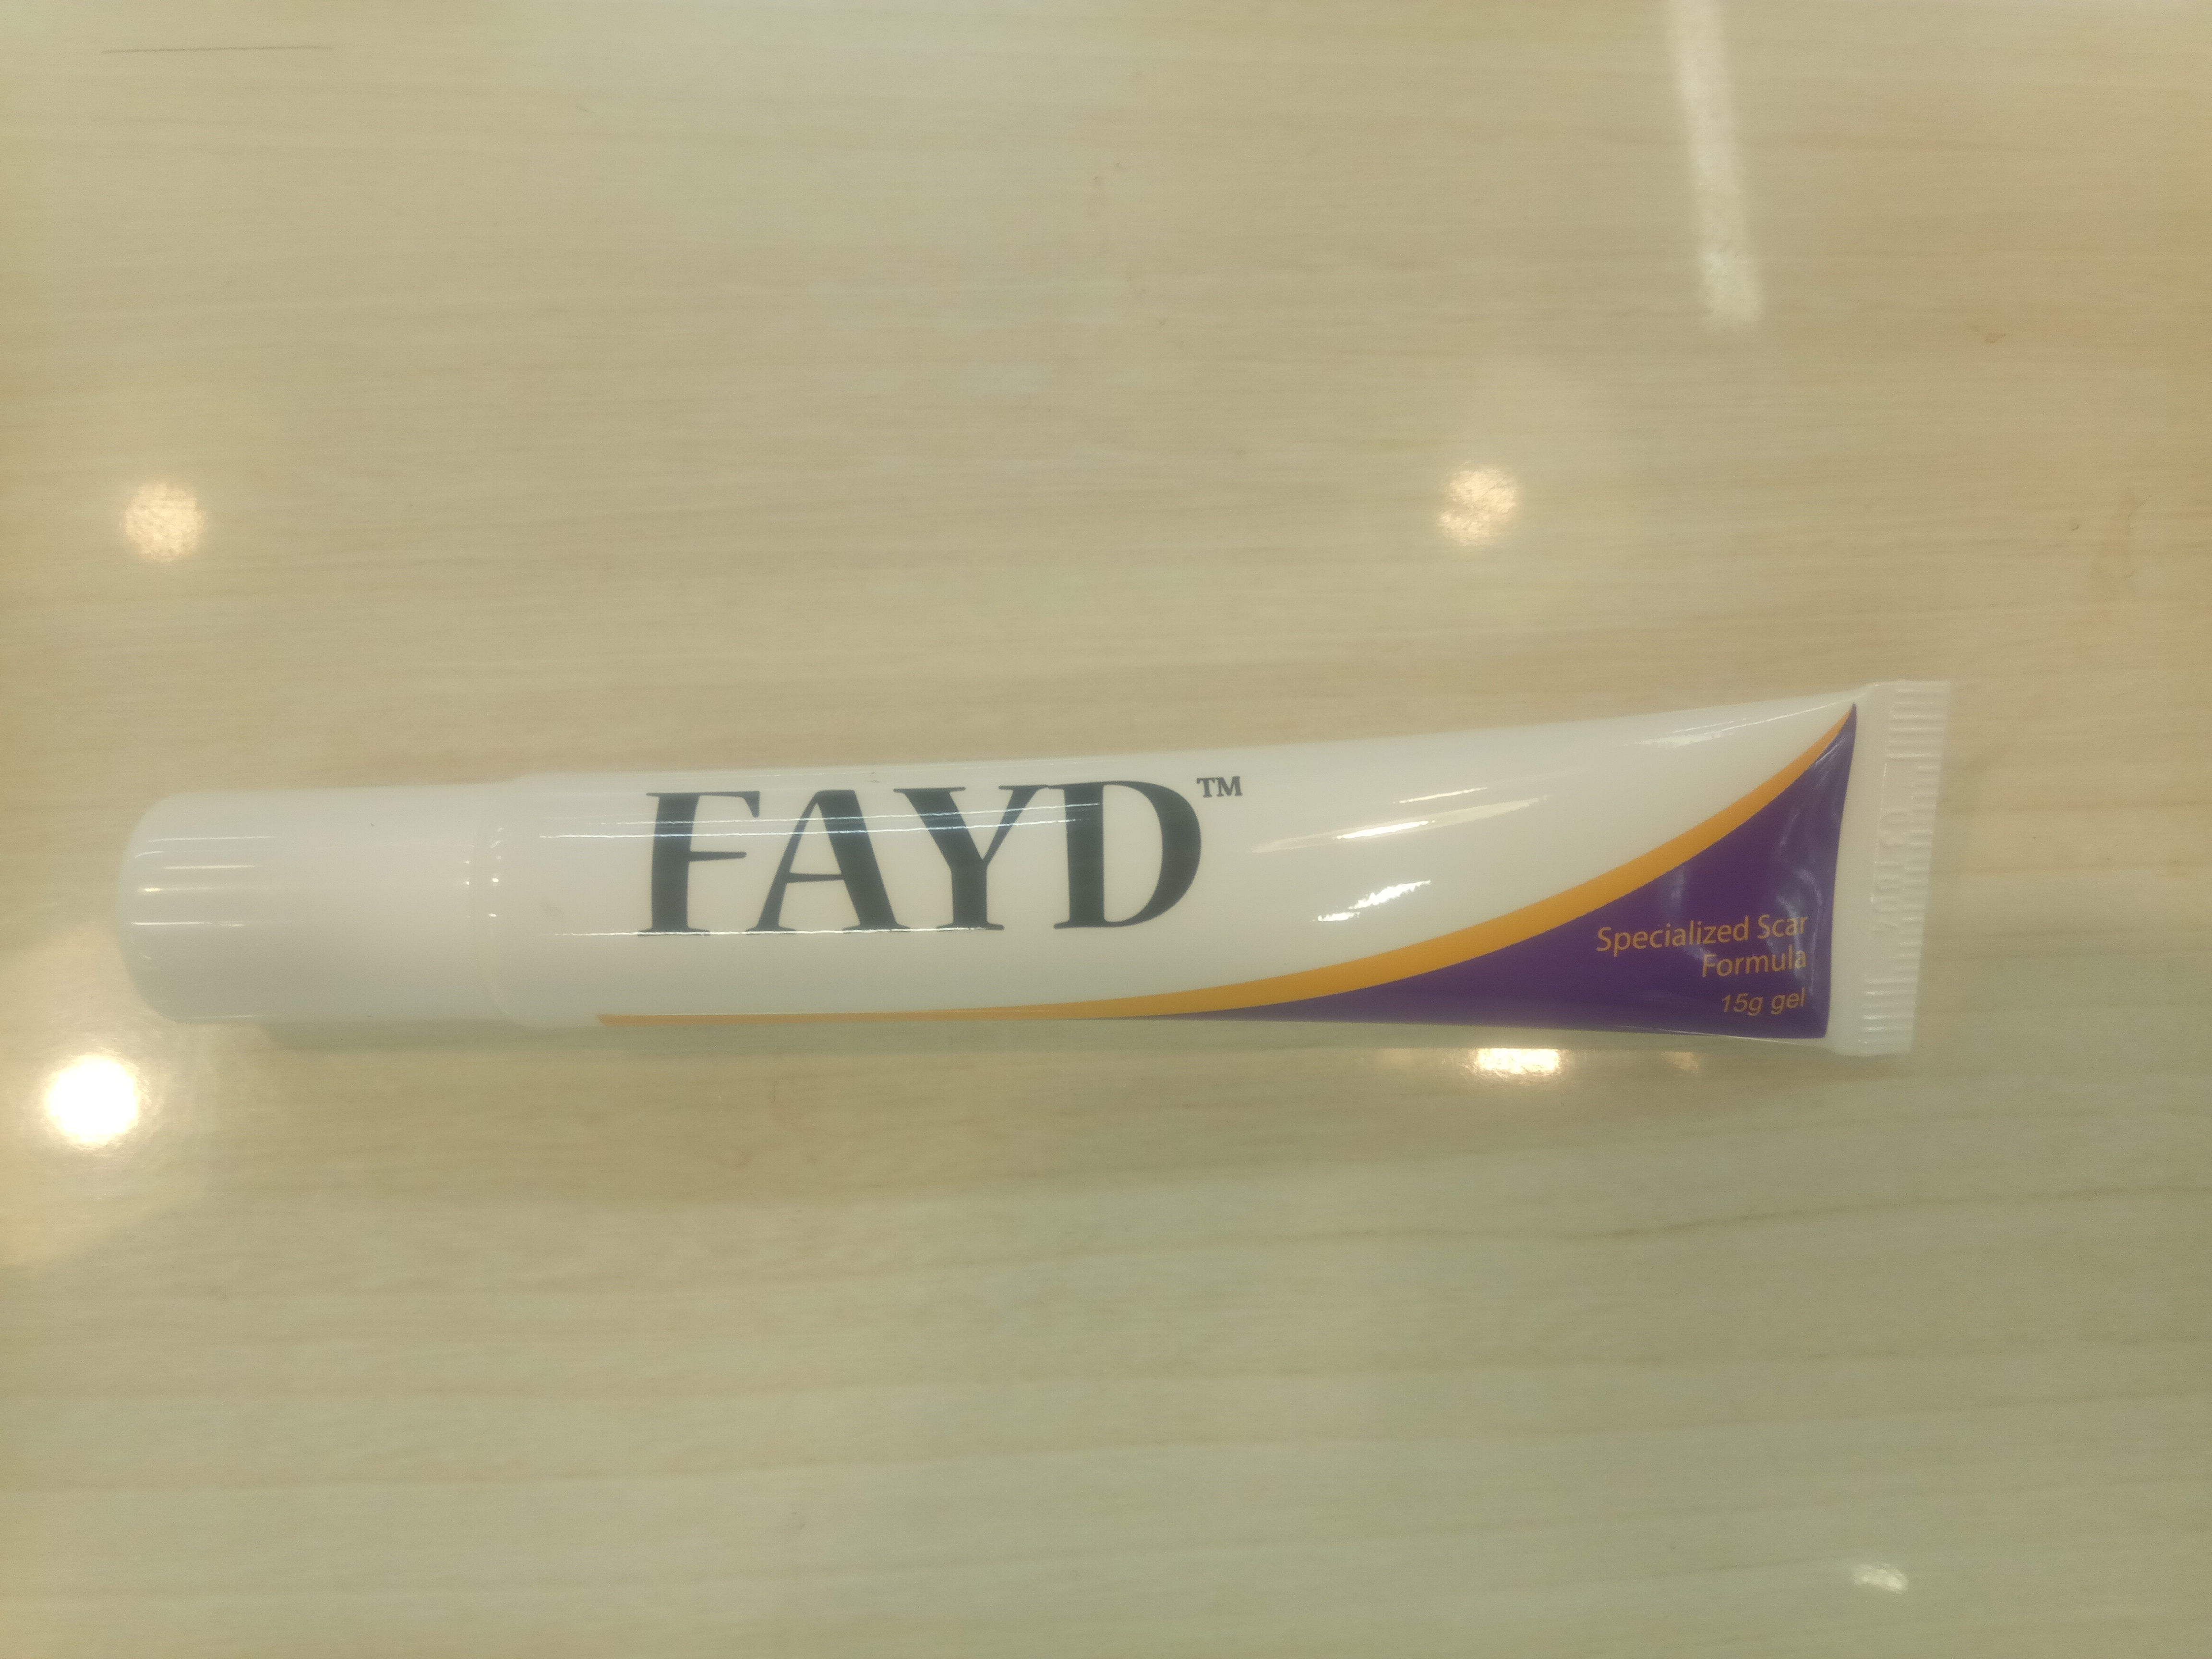 FAYD™
Specialized Scar
Formula
15g gel